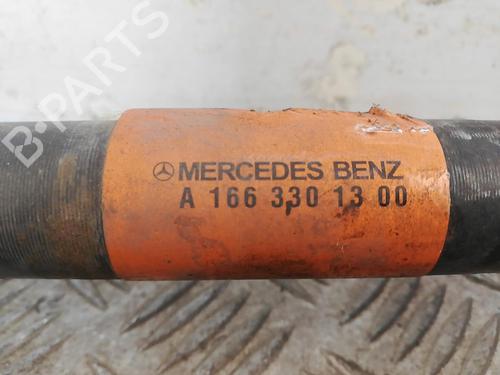 B-PARTS
MERCEDES BENZ
A 166 330 13 00